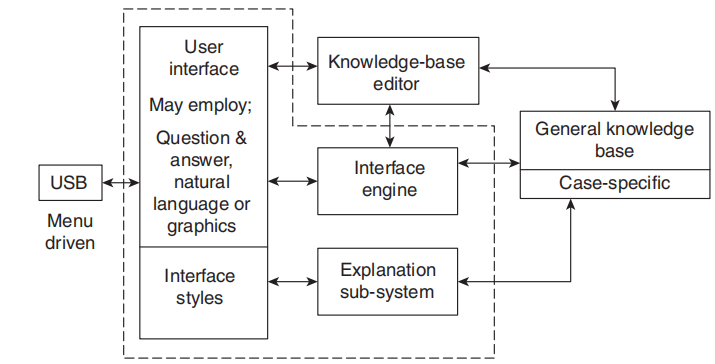 User
interface
May employ;
Question &
answer,
natural
language or
graphics
Interface
styles
Knowledge-base
editor
Interface
engine
Explanation
sub-system
General knowledge
base
Case-specific
USB
Menu
driven